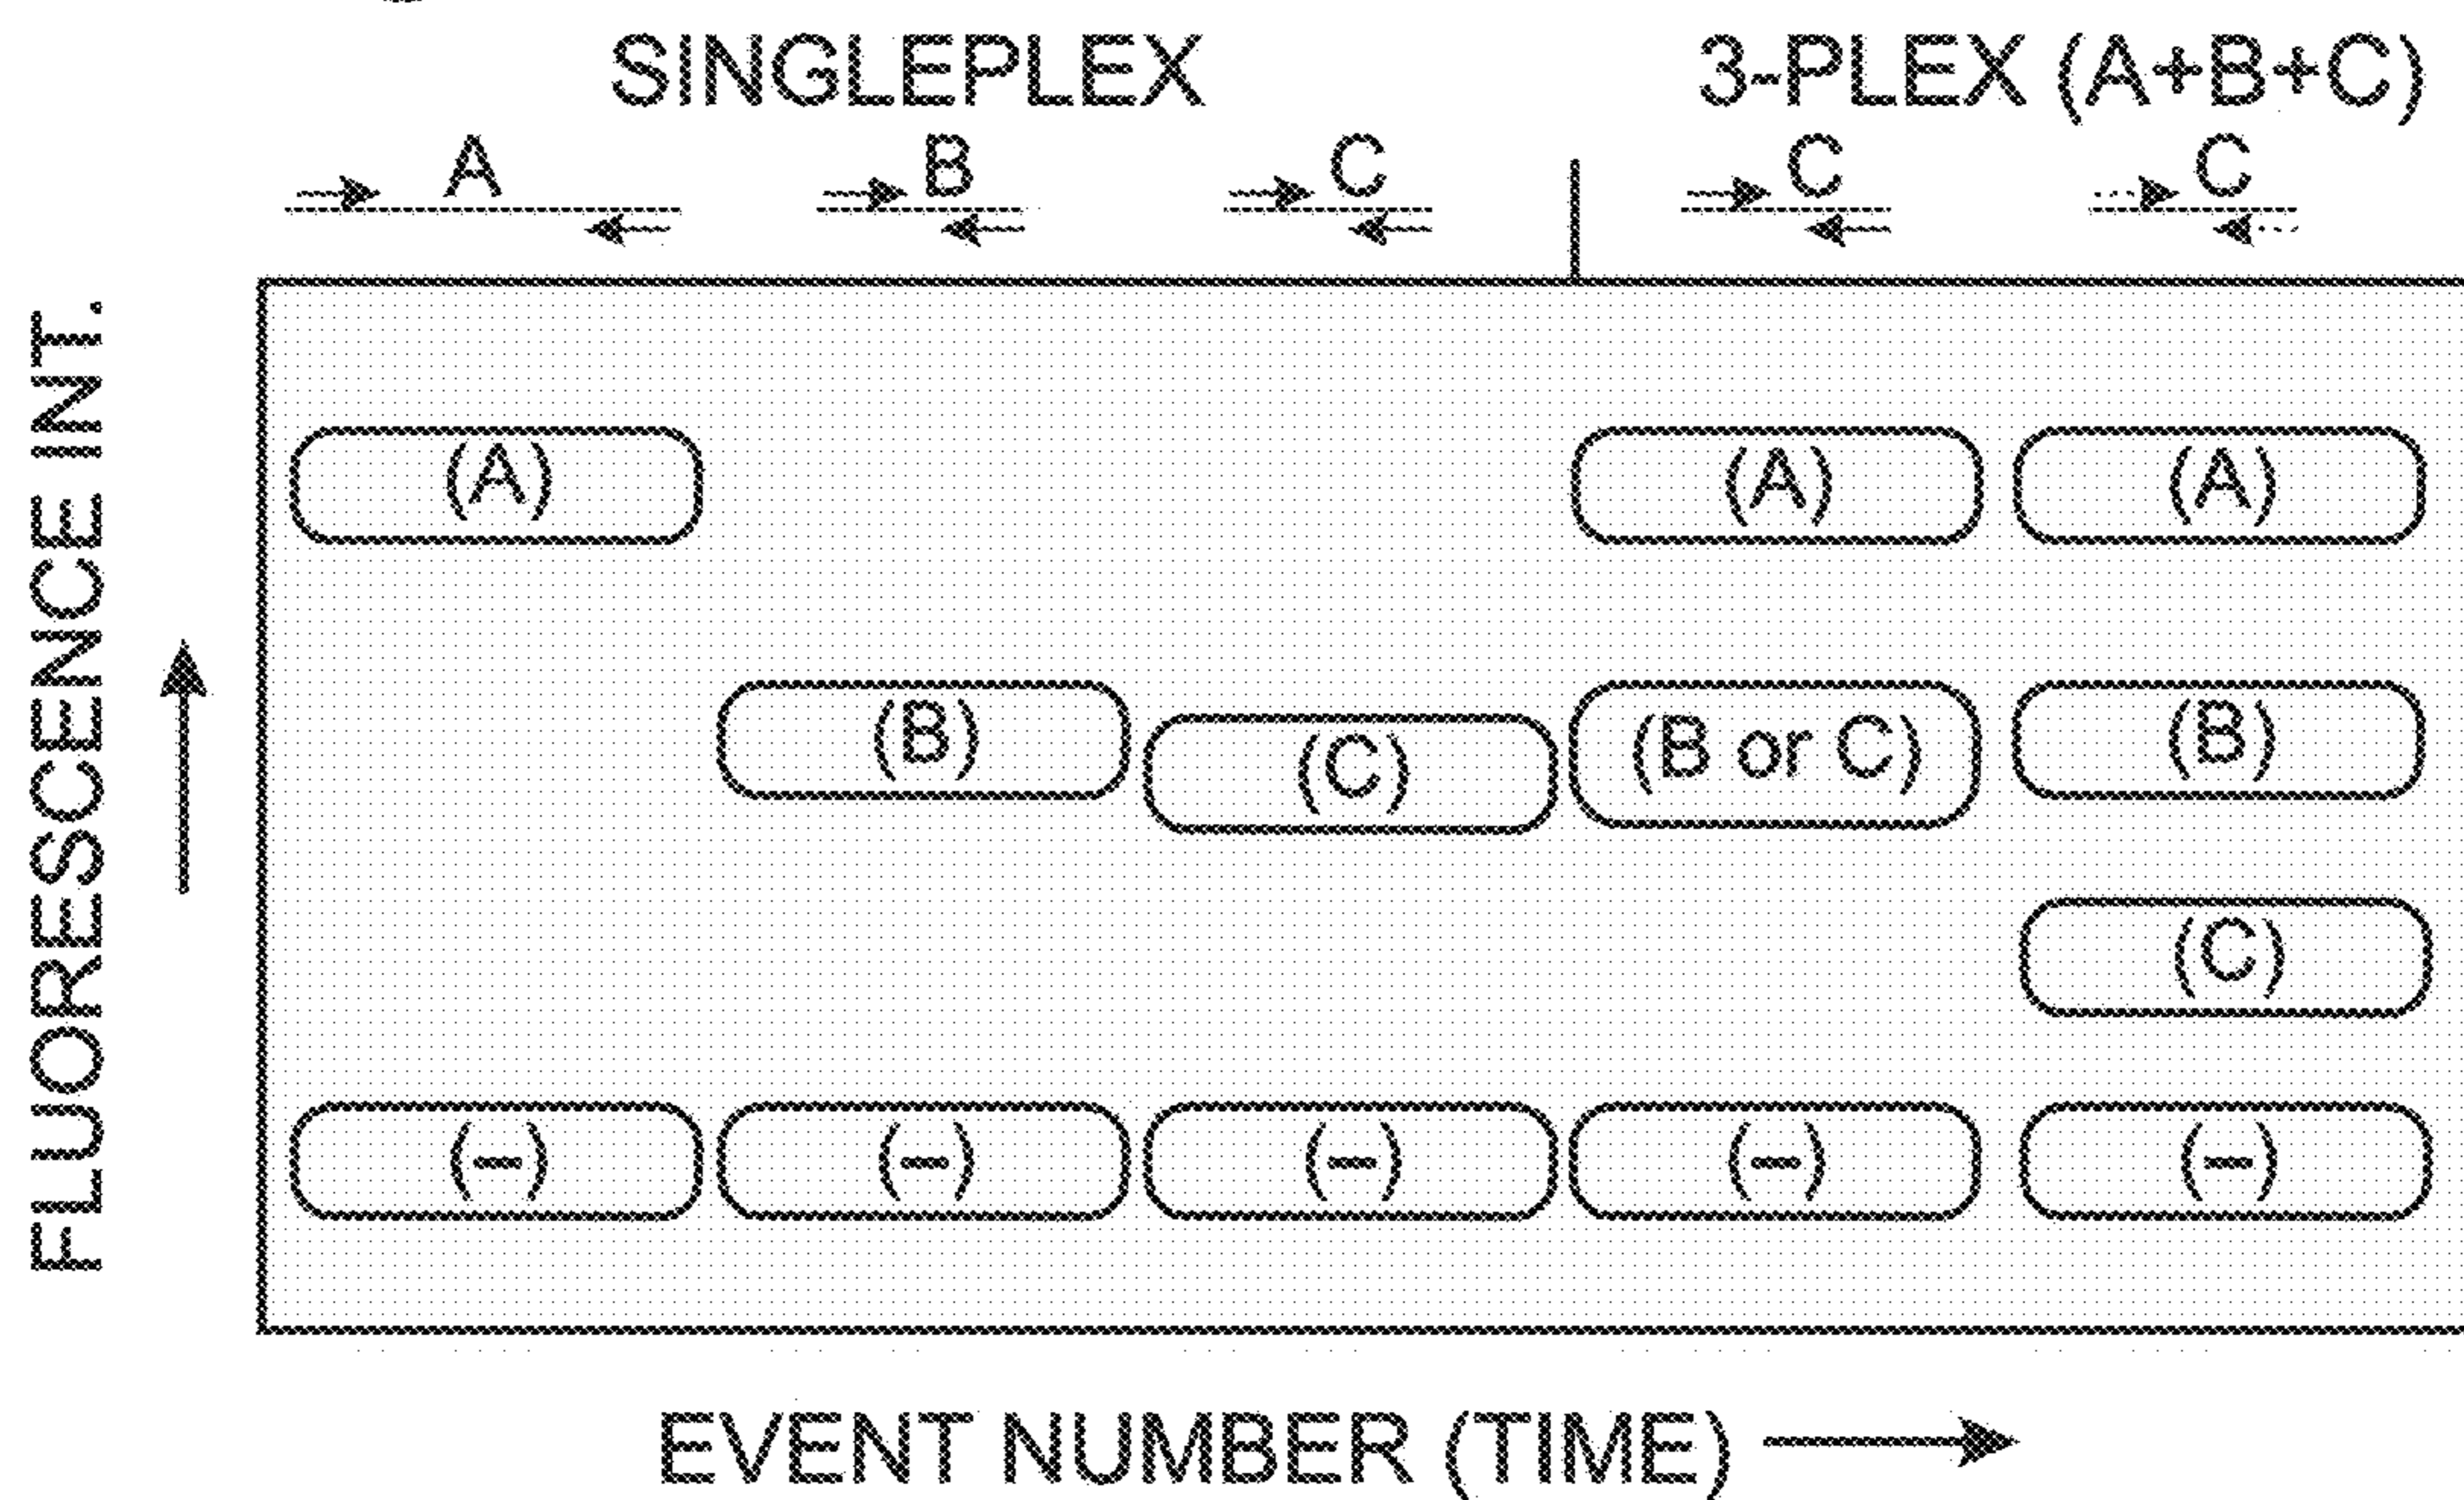 SINGLEPLEX 3-PLEX (A+B+C)
A B C C C
FLUORESCENCE INT.
(A) (A) (A)
(B) (C) (B or C) (B)
(C)
(–) (–) (–) (–) (–)
EVENT NUMBER (TIME)